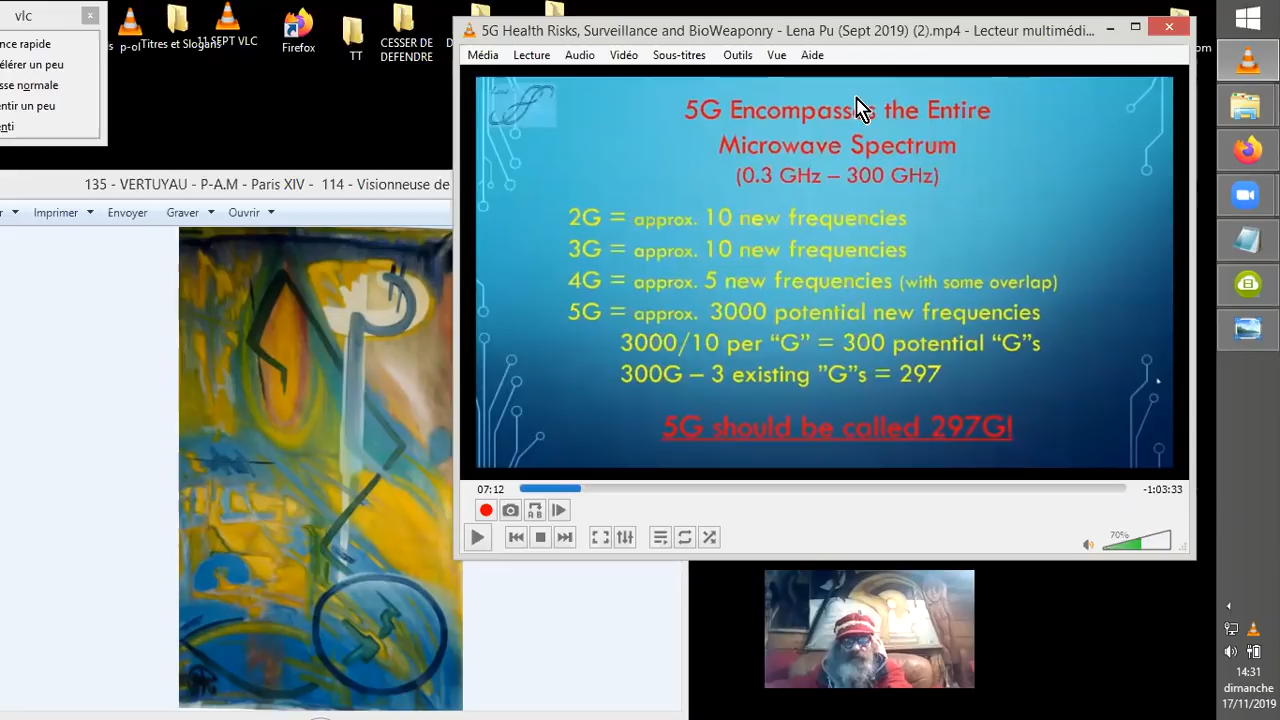 vlc
nce rapide
lérer un peu
sse normale
entir un peu
nti
p-ol
Titres et Slogans
11 SEPT VLC
Firefox
TT
CESSER DE
DEFENDRE
om
5G Health Risks, Surveillance and BioWeaponry - Lena Pu (Sept 2019) (2).mp4 - Lecteur multimédi...
Média Lecture Audio Vidéo Sous-titres Outils Vue Aide
5G Encompasses the Entire
Microwave Spectrum
(0.3 GHz – 300 GHz)
2G = approx. 10 new frequencies
3G = approx. 10 new frequencies
4G = approx. 5 new frequencies (with some overlap)
5G = approx. 3000 potential new frequencies
3000/10 per “G” = 300 potential “G”s
300G – 3 existing ”G”s = 297
5G should be called 297G!
07:12
-1:03:33
70%
135 - VERTUYAU - P-A.M - Paris XIV - 114 - Visionneuse de
Imprimer Envoyer Graver Ouvrir
14:31
dimanche
17/11/2019